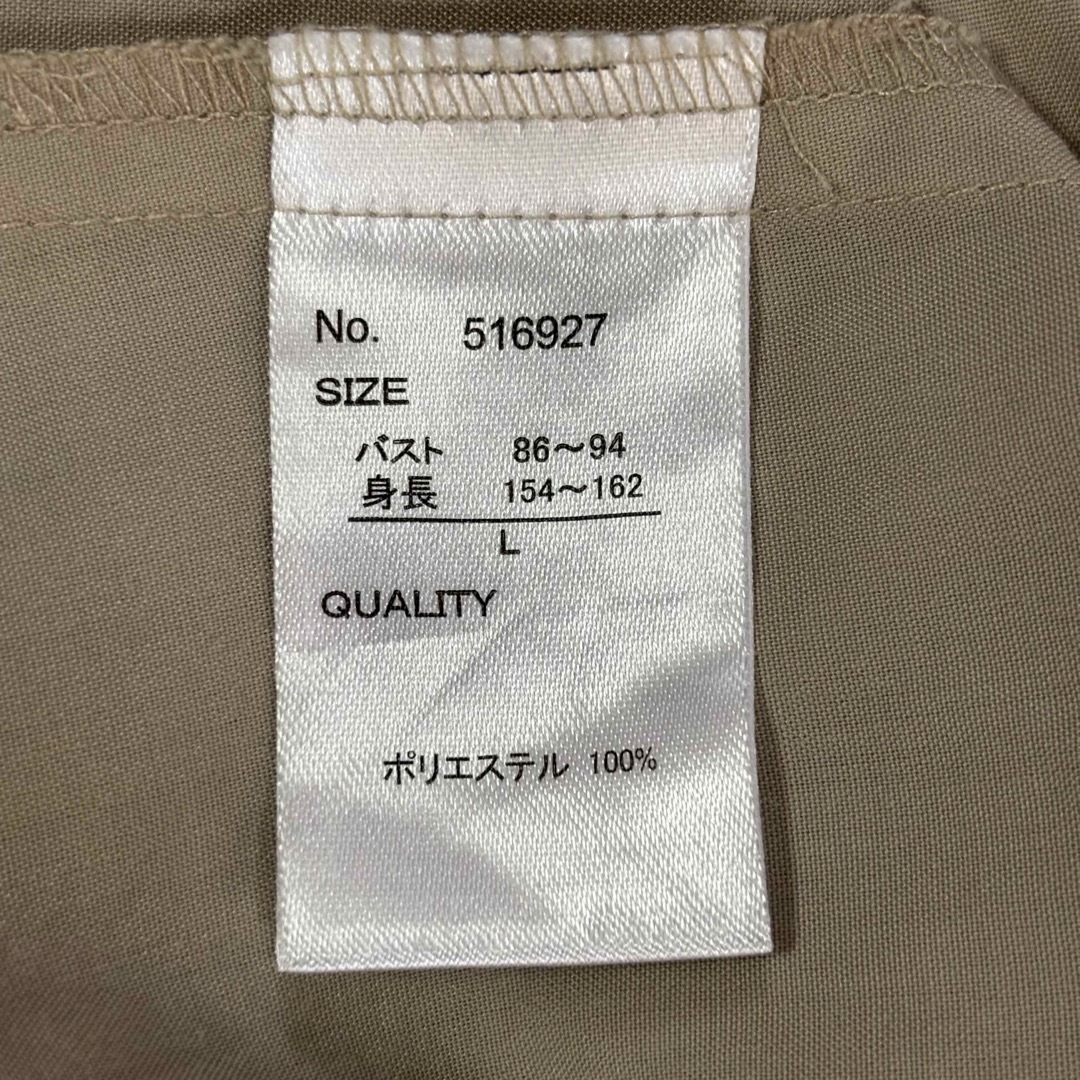 No. 516927
SIZE
バスト 86～94
身長 154～162
L
QUALITY
ポリエステル 100%